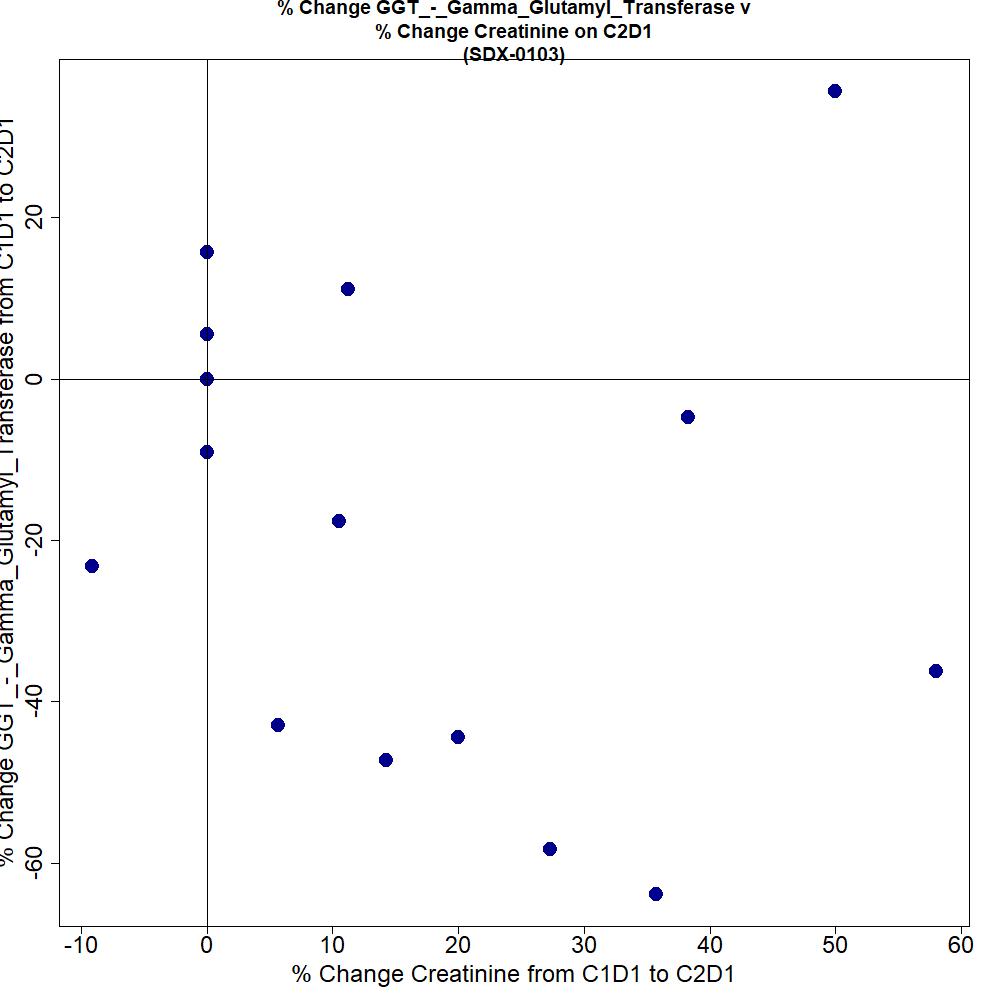 % Change GGT_-_Gamma_Glutamyl_Transferase v
% Change Creatinine on C2D1
(SDX-0103)
% Change GGT_-_Gamma_Glutamyl_Transferase from C1D1 to C2D1
20
0
-20
-40
-60
-10 0 10 20 30 40 50 60
% Change Creatinine from C1D1 to C2D1